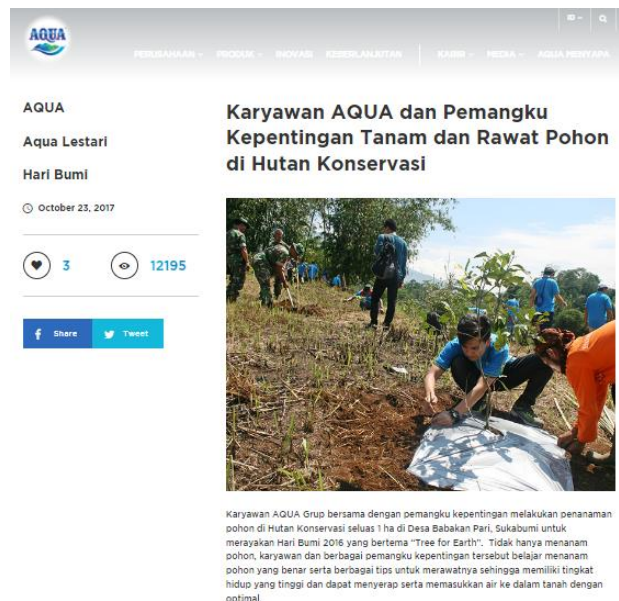 AQUA
ID
PERUSAHAAN PRODUK INOVASI KEBERLANJUTAN KARIR MEDIA AQUA MENYAPA
AQUA
Aqua Lestari
Hari Bumi
October 23, 2017
3 12195
Share Tweet
Karyawan AQUA dan Pemangku
Kepentingan Tanam dan Rawat Pohon
di Hutan Konservasi
Karyawan AQUA Grup bersama dengan pemangku kepentingan melakukan penanaman
pohon di Hutan Konservasi seluas 1 ha di Desa Babakan Pari, Sukabumi untuk
merayakan Hari Bumi 2016 yang bertema "Tree for Earth". Tidak hanya menanam
pohon, karyawan dan berbagai pemangku kepentingan tersebut belajar menanam
pohon yang benar serta berbagai tips untuk merawatnya sehingga memiliki tingkat
hidup yang tinggi dan dapat menyerap serta memasukkan air ke dalam tanah dengan
optimal.